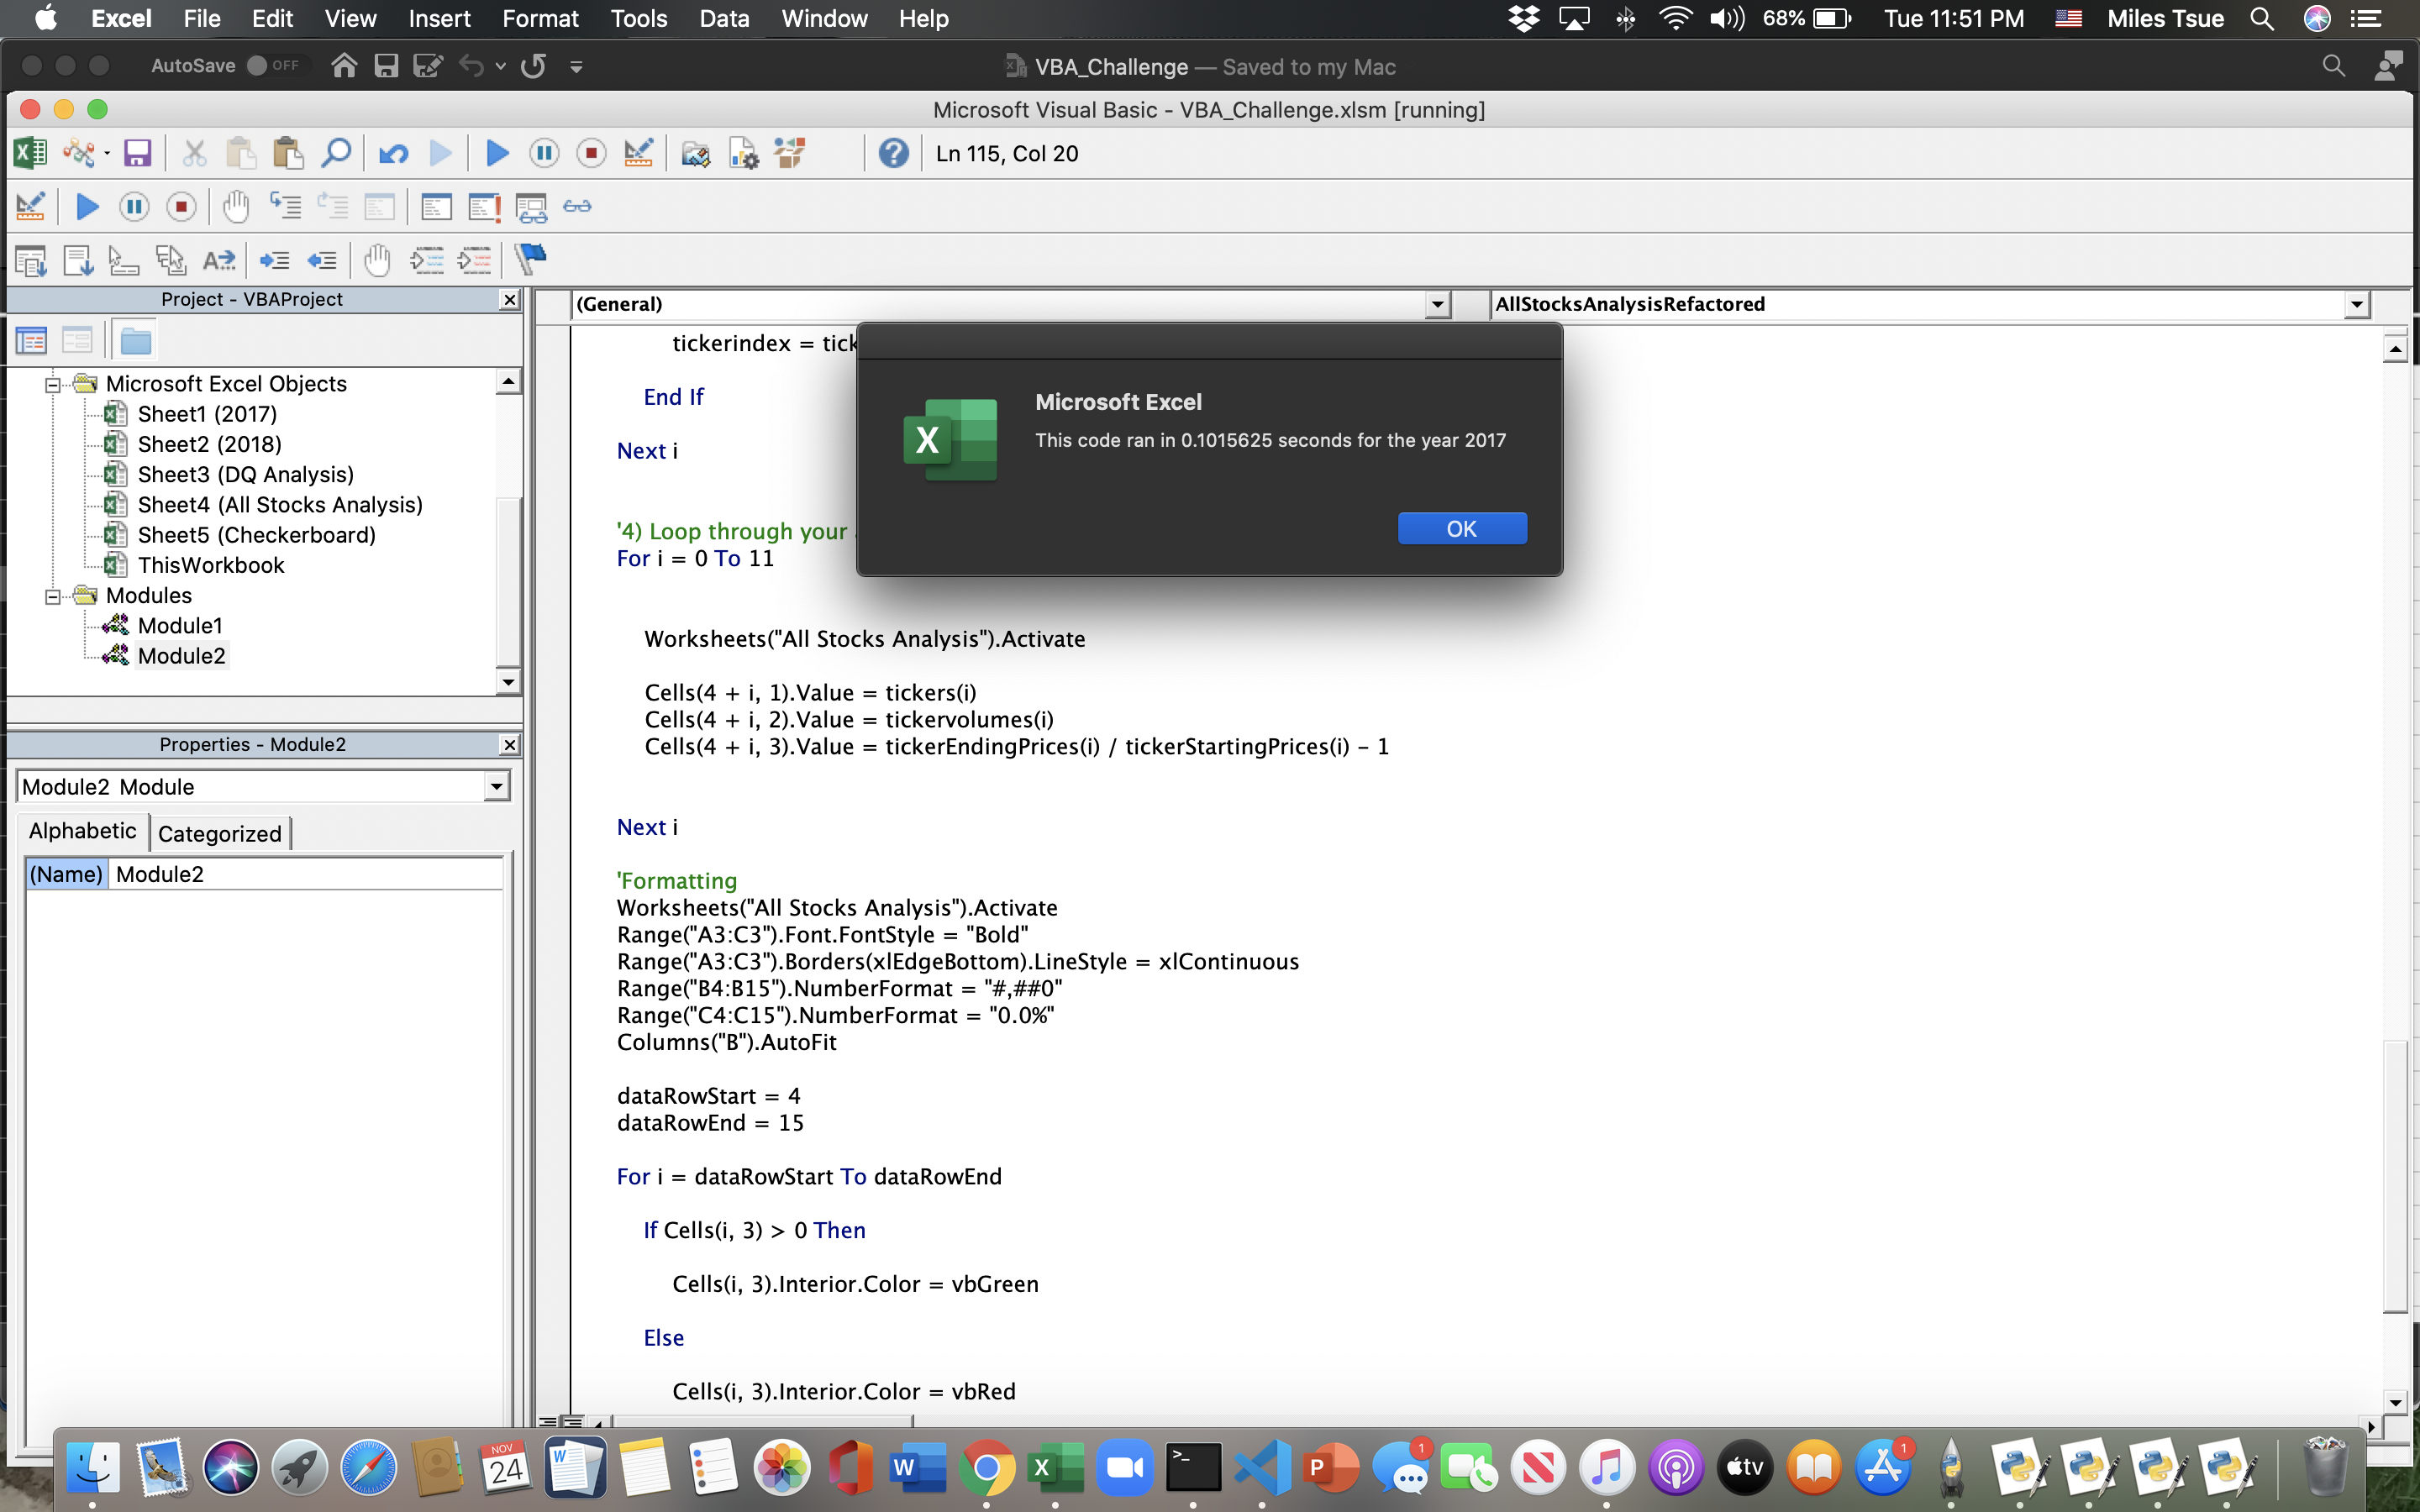 Excel File Edit View Insert Format Tools Data Window Help 68% Tue 11:51 PM Miles Tsue
AutoSave OFF VBA_Challenge — Saved to my Mac
Microsoft Visual Basic - VBA_Challenge.xlsm [running]
Ln 115, Col 20
Project - VBAProject
Microsoft Excel Objects
Sheet1 (2017)
Sheet2 (2018)
Sheet3 (DQ Analysis)
Sheet4 (All Stocks Analysis)
Sheet5 (Checkerboard)
ThisWorkbook
Modules
Module1
Module2
Properties - Module2
Module2 Module
Alphabetic Categorized
(Name) Module2
(General) AllStocksAnalysisRefactored
tickerindex =
End If
Next i
'4) Loop through your
For i = 0 To 11
Worksheets("All Stocks Analysis").Activate
Cells(4 + i, 1).Value = tickers(i)
Cells(4 + i, 2).Value = tickervolumes(i)
Cells(4 + i, 3).Value = tickerEndingPrices(i) / tickerStartingPrices(i) - 1
Next i
'Formatting
Worksheets("All Stocks Analysis").Activate
Range("A3:C3").Font.FontStyle = "Bold"
Range("A3:C3").Borders(xlEdgeBottom).LineStyle = xlContinuous
Range("B4:B15").NumberFormat = "#,##0"
Range("C4:C15").NumberFormat = "0.0%"
Columns("B").AutoFit
dataRowStart = 4
dataRowEnd = 15
For i = dataRowStart To dataRowEnd
If Cells(i, 3) > 0 Then
Cells(i, 3).Interior.Color = vbGreen
Else
Cells(i, 3).Interior.Color = vbRed
Microsoft Excel
This code ran in 0.1015625 seconds for the year 2017
OK
NOV
24
W
W
X
>_
P
1
tv
1